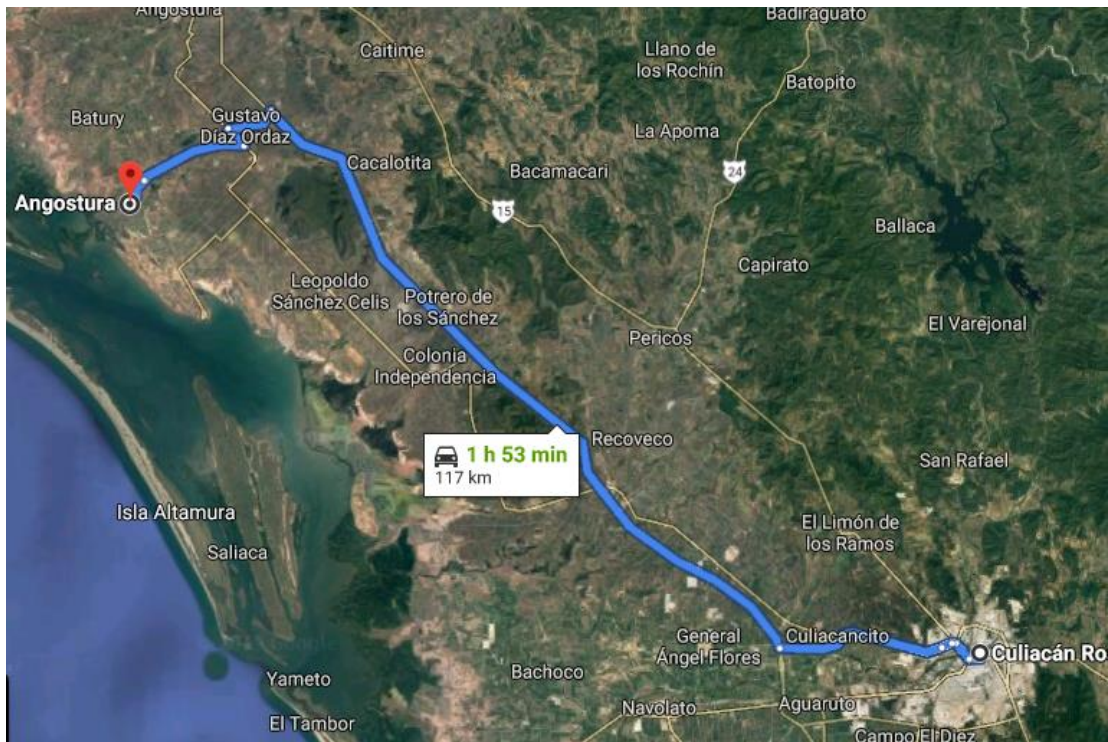 Angostura
Badiraguato
Caitime
Llano de
los Rochín
Batopito
Batury
Gustavo
Díaz Ordaz
La Apoma
Cacalotita
Bacamacari
24
15
Angostura
Ballaca
Capirato
Leopoldo
Sánchez Celis
Potrero de
los Sánchez
El Varejonal
Pericos
Colonia
Independencia
Recoveco
1 h 53 min
117 km
San Rafael
Isla Altamura
Saliaca
El Limón de
los Ramos
General
Ángel Flores
Culiacancito
Culiacán Ros
Bachoco
Yameto
Navolato
Aguaruto
El Tambor
Campo El Diez